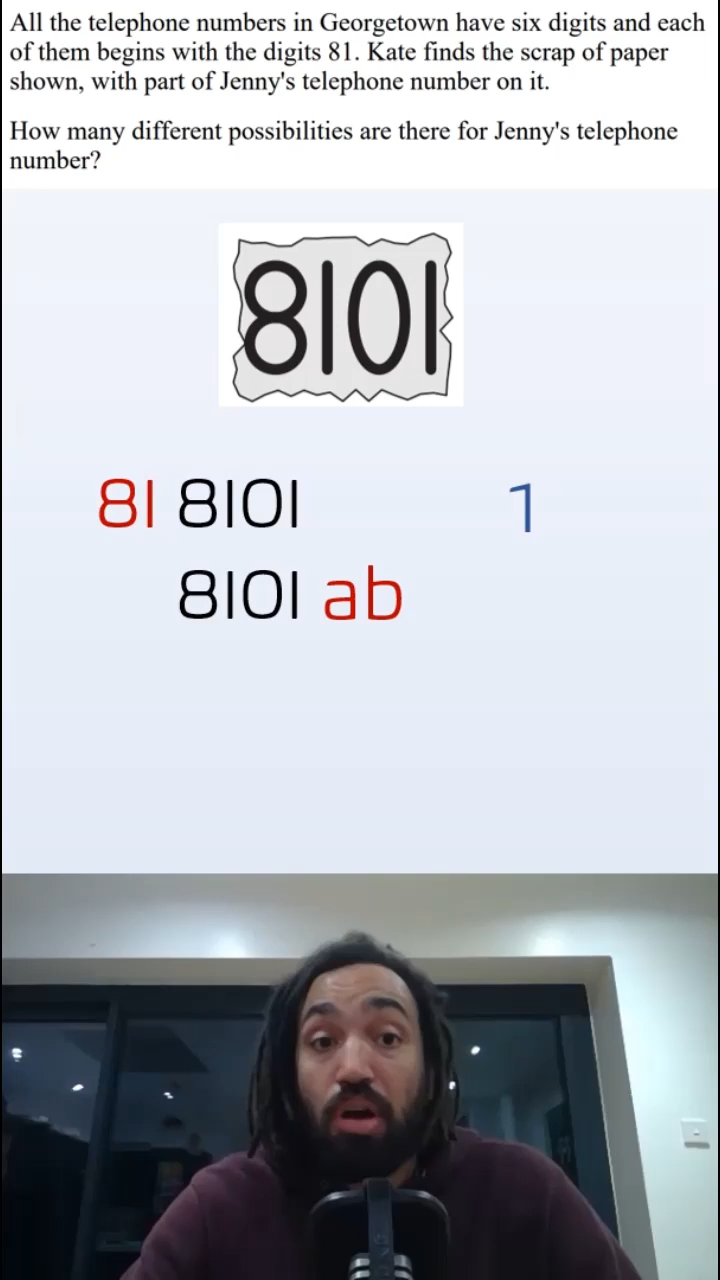 All the telephone numbers in Georgetown have six digits and each
of them begins with the digits 81. Kate finds the scrap of paper
shown, with part of Jenny's telephone number on it.
How many different possibilities are there for Jenny's telephone
number?
8101
81 8101 1
8101 ab